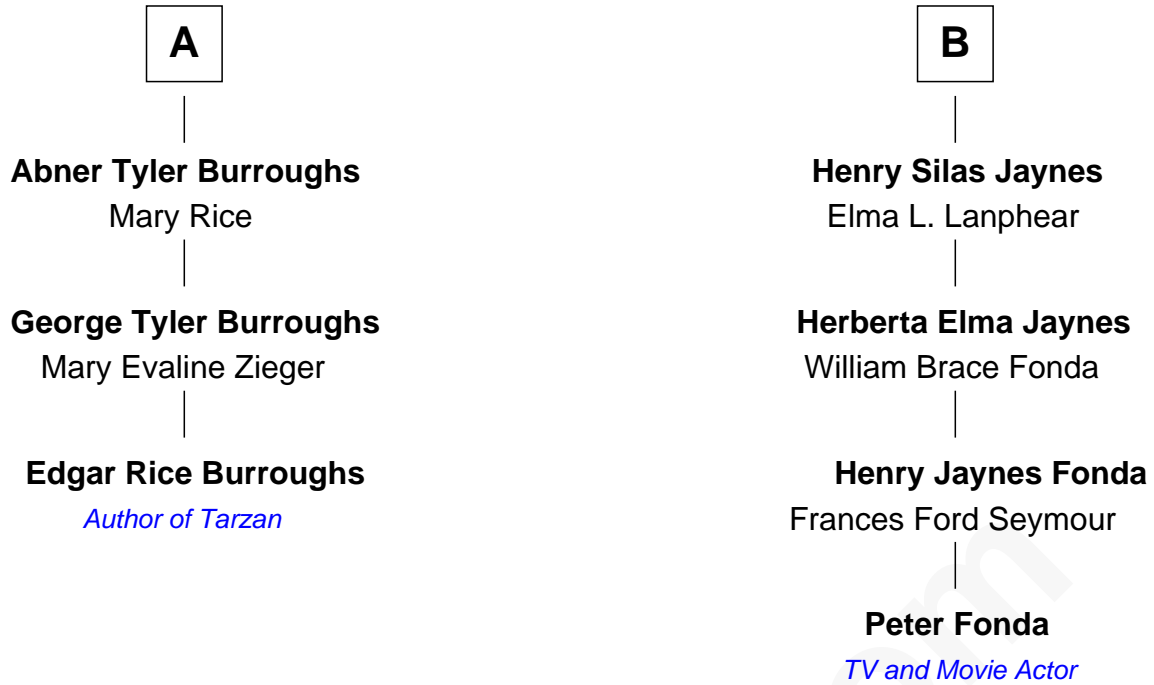 A
Abner Tyler Burroughs
Mary Rice
George Tyler Burroughs
Mary Evaline Zieger
Edgar Rice Burroughs
Author of Tarzan
B
Henry Silas Jaynes
Elma L. Lanphear
Herberta Elma Jaynes
William Brace Fonda
Henry Jaynes Fonda
Frances Ford Seymour
Peter Fonda
TV and Movie Actor